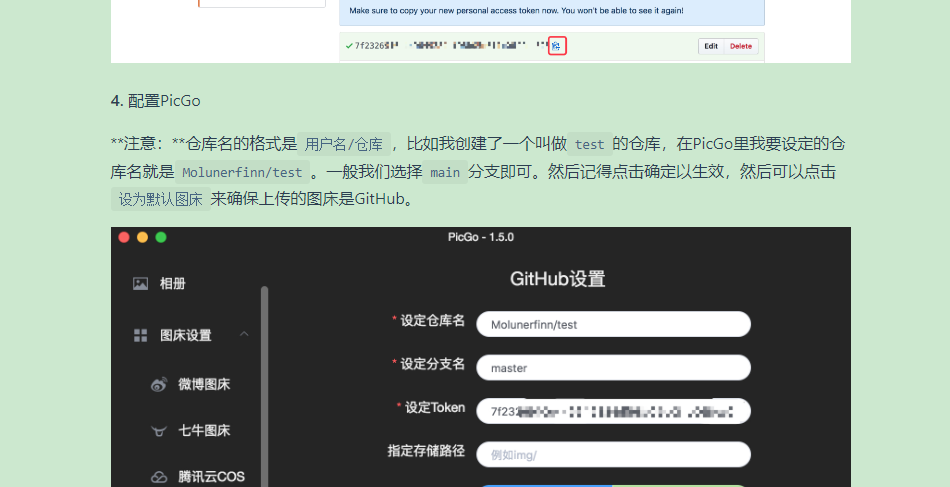 Make sure to copy your new personal access token now. You won't be able to see it again!
7f2326
Edit Delete
4. 配置PicGo
**注意：**仓库名的格式是 用户名/仓库 ，比如我创建了一个叫做 test 的仓库，在PicGo里我要设定的仓
库名就是 Molunerfinn/test 。一般我们选择 main 分支即可。然后记得点击确定以生效，然后可以点击
设为默认图床 来确保上传的图床是GitHub。
PicGo - 1.5.0
相册
图床设置
微博图床
七牛图床
腾讯云COS
GitHub设置
* 设定仓库名 Molunerfinn/test
* 设定分支名 master
* 设定Token 7f232
指定存储路径 例如img/